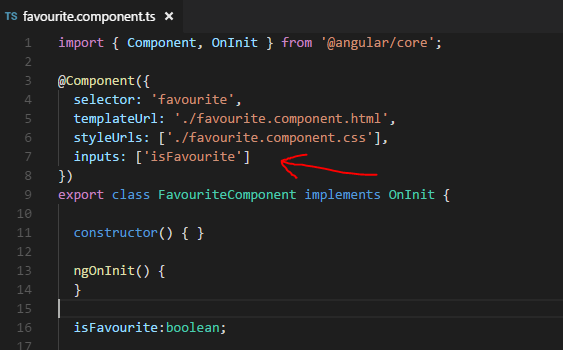 TS favourite.component.ts ×
1 import { Component, OnInit } from '@angular/core';
2
3 @Component({
4 selector: 'favourite',
5 templateUrl: './favourite.component.html',
6 styleUrls: ['./favourite.component.css'],
7 inputs: ['isFavourite']
8 })
9 export class FavouriteComponent implements OnInit {
10
11 constructor() { }
12
13 ngOnInit() {
14 }
15
16 isFavourite:boolean;
17